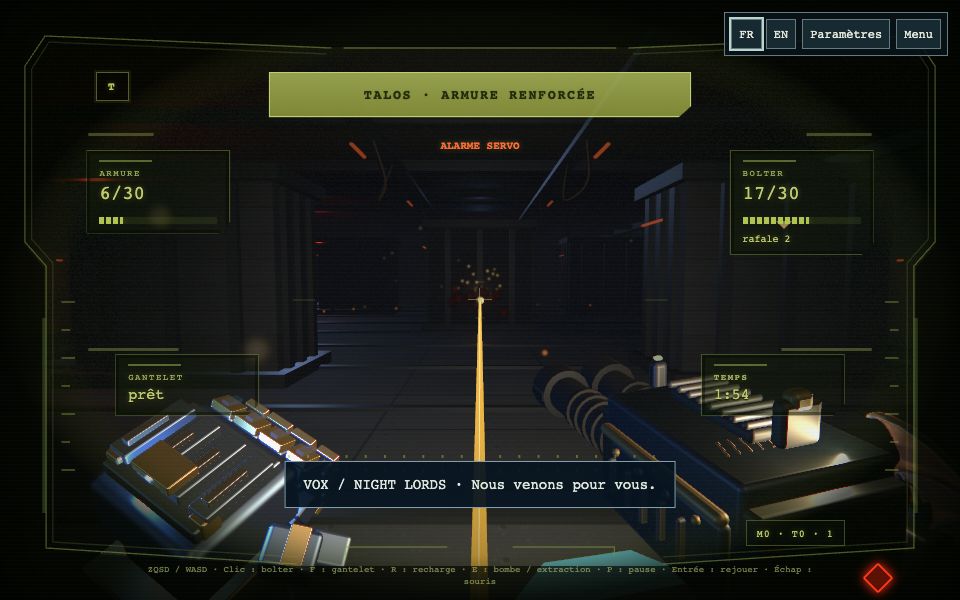 FR EN Paramètres Menu
T
TALOS · ARMURE RENFORCÉE
ALARME SERVO
ARMURE
6/30
BOLTER
17/30
rafale 2
GANTELET
prêt
TEMPS
1:54
VOX / NIGHT LORDS · Nous venons pour vous.
M0 · T0 · 1
ZQSD / WASD · Clic : bolter · F : gantelet · R : recharge · E : bombe / extraction · P : pause · Entrée : rejouer · Échap :
souris